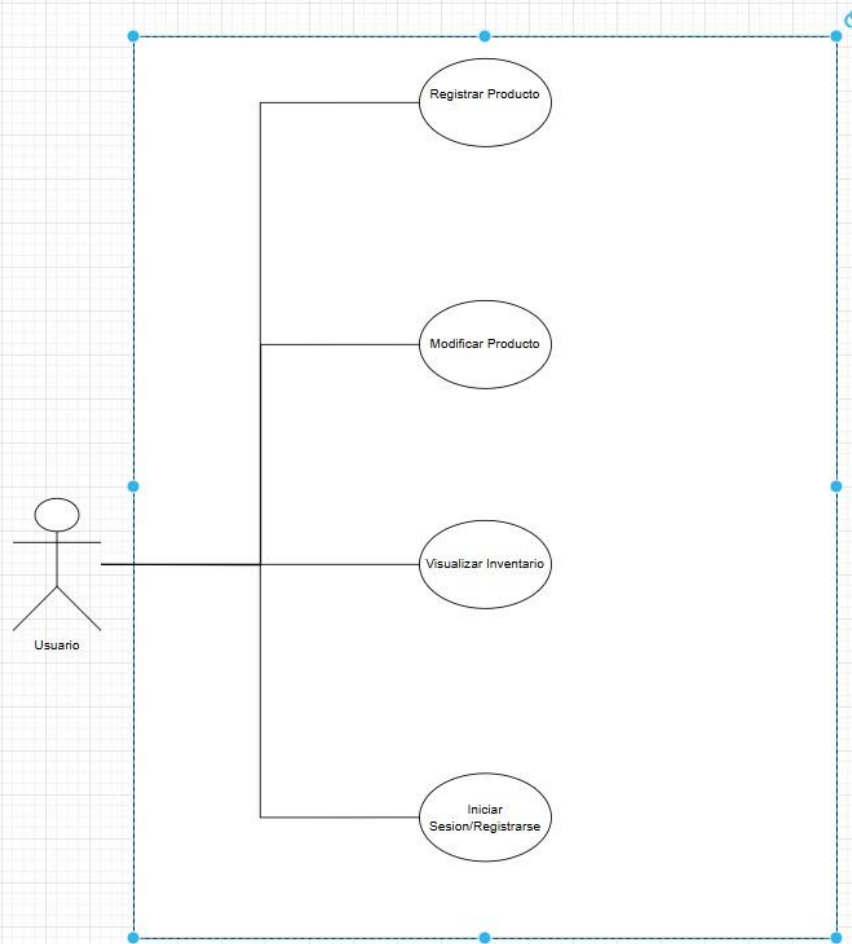 Registrar Producto
Modificar Producto
Visualizar Inventario
Usuario
Iniciar
Sesion/Registrarse